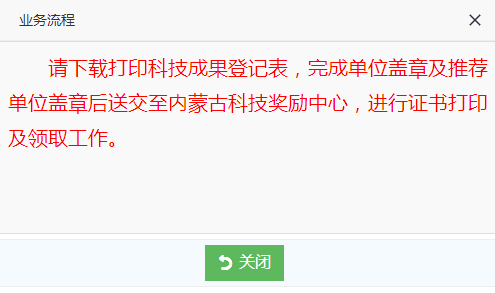 业务流程
请下载打印科技成果登记表，完成单位盖章及推荐
单位盖章后送交至内蒙古科技奖励中心，进行证书打印
及领取工作。
关闭